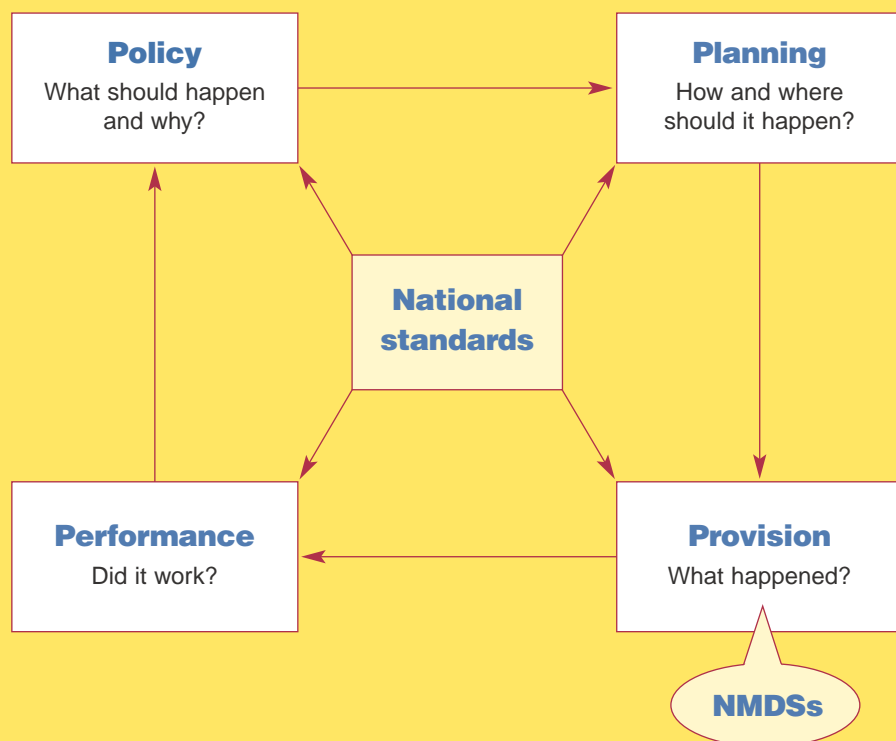 Policy
What should happen
and why?
Planning
How and where
should it happen?
National
standards
Performance
Did it work?
Provision
What happened?
NMDSs